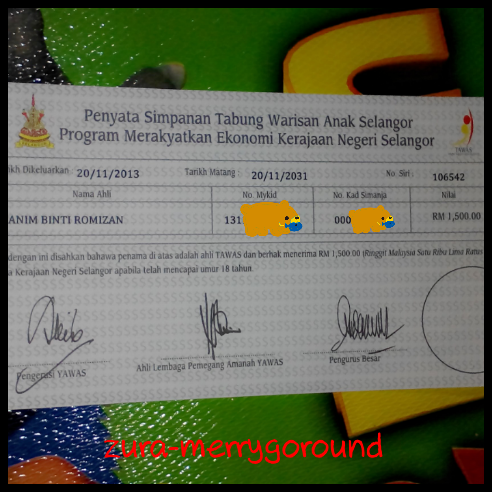 Penyata Simpanan Tabung Warisan Anak Selangor
Program Merakyatkan Ekonomi Kerajaan Negeri Selangor
TAWAS
ikh Dikeluarkan : 20/11/2013 Tarikh Matang : 20/11/2031 No. Siri : 106542
Nama Ahli No. Mykid No. Kad Simanja Nilai
ANIM BINTI ROMIZAN 131 000 RM 1,500.00
dengan ini disahkan bahawa penama di atas adalah ahli TAWAS dan berhak menerima RM 1,500.00 (Ringgit Malaysia Satu Ribu Lima Ratus
a Kerajaan Negeri Selangor apabila telah mencapai umur 18 tahun.
Pengerusi YAWAS Ahli Lembaga Pemegang Amanah YAWAS Pengurus Besar
zura-merrygoround